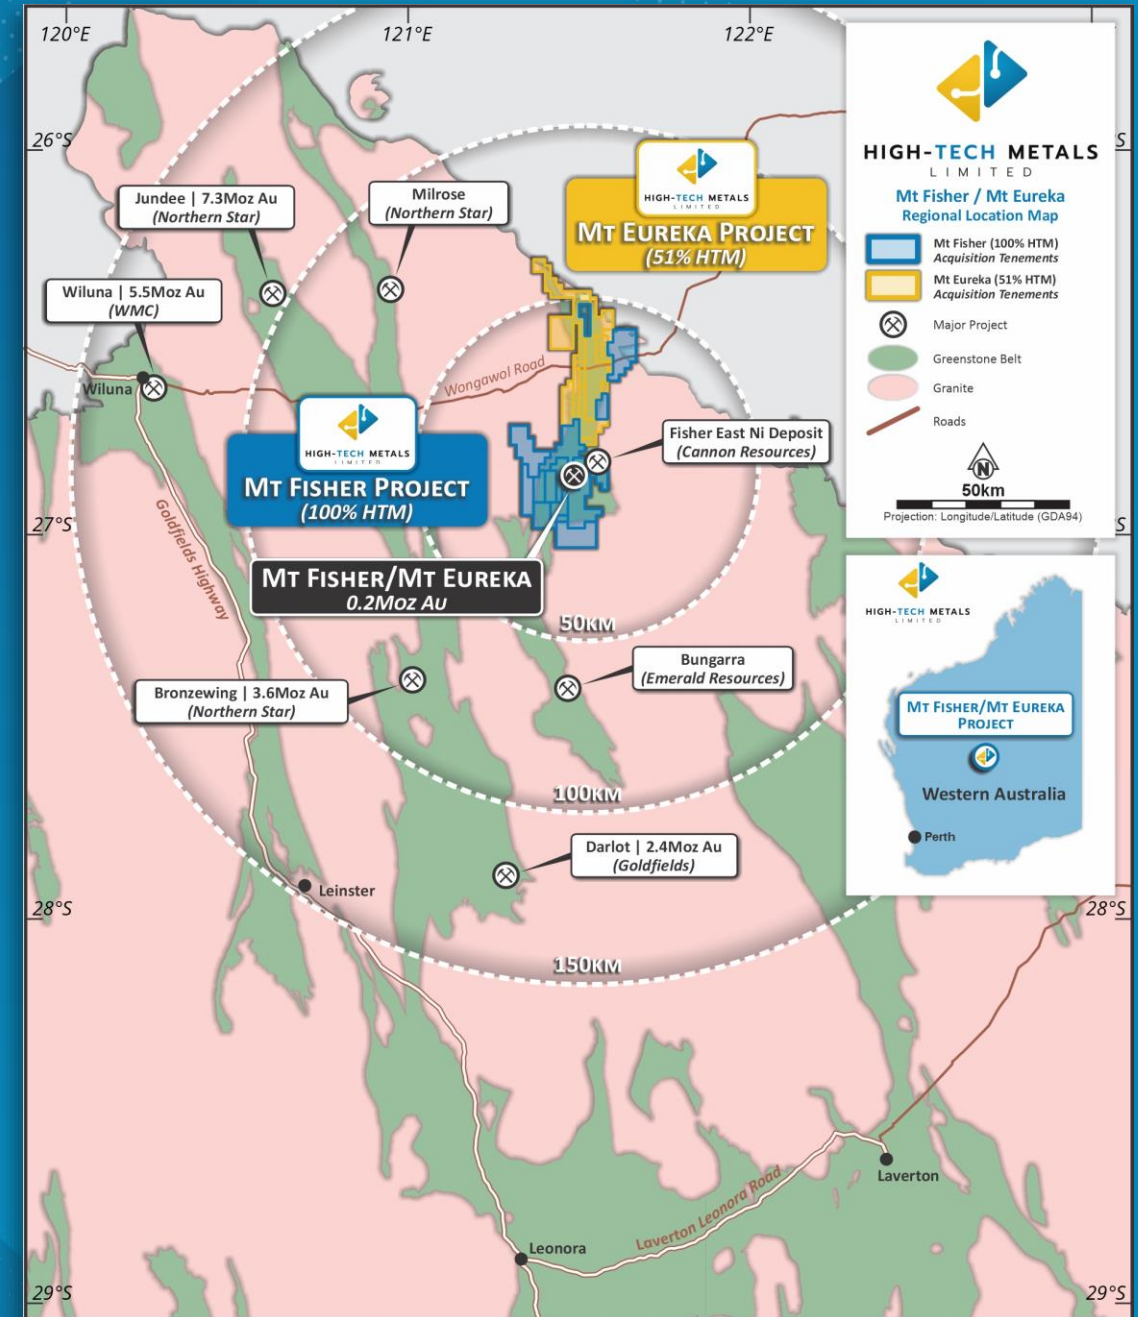 120°E
121°E
122°E
26°S
27°S
28°S
28°S
29°S
29°S
HIGH-TECH METALS
LIMITED
Mt Fisher / Mt Eureka
Regional Location Map
Mt Fisher (100% HTM)
Acquisition Tenements
Mt Eureka (51% HTM)
Acquisition Tenements
Major Project
Greenstone Belt
Granite
Roads
N
50km
Projection: Longitude/Latitude (GDA94)
HIGH-TECH METALS
LIMITED
MT FISHER/MT EUREKA
PROJECT
Western Australia
Perth
HIGH-TECH METALS
LIMITED
MT EUREKA PROJECT
(51% HTM)
Jundee | 7.3Moz Au
(Northern Star)
Milrose
(Northern Star)
Wiluna | 5.5Moz Au
(WMC)
Wiluna
Wongawol Road
HIGH-TECH METALS
LIMITED
MT FISHER PROJECT
(100% HTM)
Fisher East Ni Deposit
(Cannon Resources)
Goldfields Highway
MT FISHER/MT EUREKA
0.2MOZ AU
50KM
Bungarra
(Emerald Resources)
Bronzewing | 3.6Moz Au
(Northern Star)
100KM
Darlot | 2.4Moz Au
(Goldfields)
Leinster
150KM
Laverton
Laverton Leonora Road
Leonora